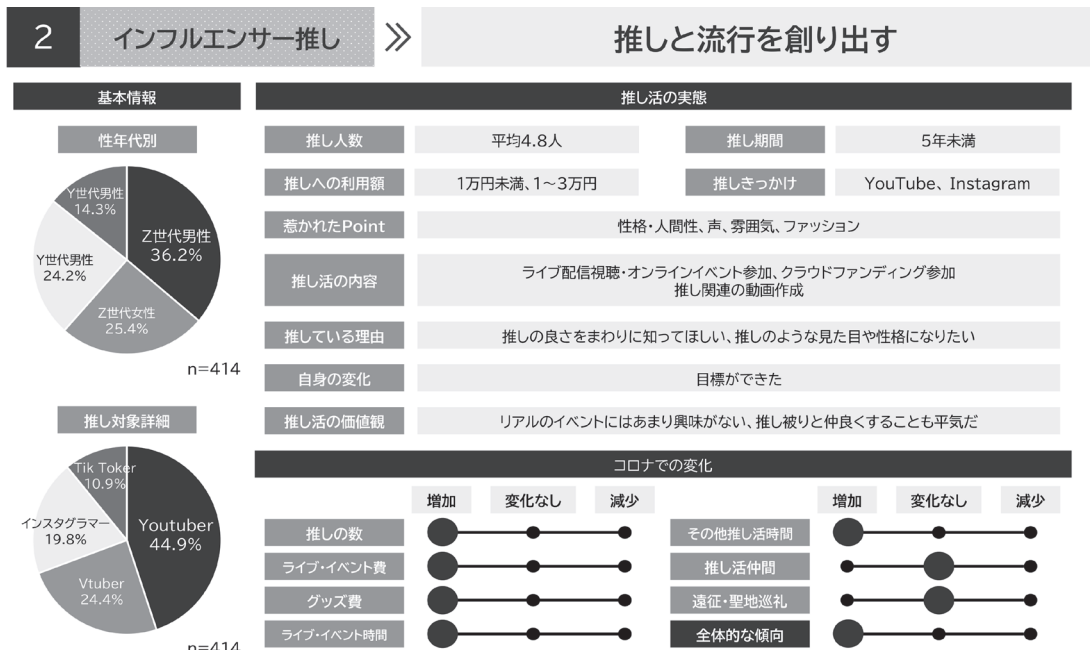 2
インフルエンサー推し
推しと流行を創り出す
基本情報
性年代別
Y世代男性
14.3%
Z世代男性
36.2%
Y世代男性
24.2%
Z世代女性
25.4%
n=414
推し対象詳細
Tik Toker
10.9%
インスタグラマー
19.8%
Youtuber
44.9%
Vtuber
24.4%
n=414
推し活の実態
推し人数
平均4.8人
推し期間
5年未満
推しへの利用額
1万円未満、1～3万円
推しきっかけ
YouTube、Instagram
惹かれたPoint
性格・人間性、声、雰囲気、ファッション
推し活の内容
ライブ配信視聴・オンラインイベント参加、クラウドファンディング参加
推し関連の動画作成
推している理由
推しの良さをまわりに知ってほしい、推しのような見た目や性格になりたい
自身の変化
目標ができた
推し活の価値観
リアルのイベントにはあまり興味がない、推し被りと仲良くすることも平気だ
コロナでの変化
増加 変化なし 減少
推しの数
ライブ・イベント費
グッズ費
ライブ・イベント時間
増加 変化なし 減少
その他推し活時間
推し活仲間
遠征・聖地巡礼
全体的な傾向